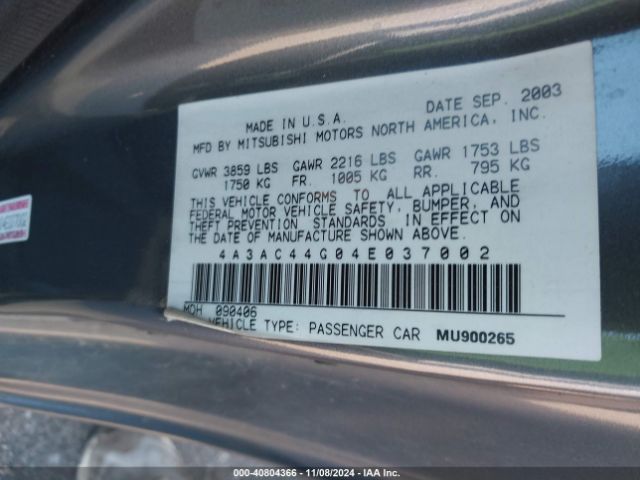 MADE IN U.S.A. DATE SEP. 2003
MFD BY MITSUBISHI MOTORS NORTH AMERICA, INC.
GVWR 3859 LBS GAWR 2216 LBS GAWR 1753 LBS
1750 KG FR. 1005 KG RR. 795 KG
THIS VEHICLE CONFORMS TO ALL APPLICABLE
FEDERAL MOTOR VEHICLE SAFETY, BUMPER, AND
THEFT PREVENTION STANDARDS IN EFFECT ON
THE DATE OF MANUFACTURE SHOWN ABOVE.
4A3AC44G04E037002
MDH 090406
VEHICLE TYPE: PASSENGER CAR MU900265
000-40804366 - 11/08/2024 - IAA Inc.